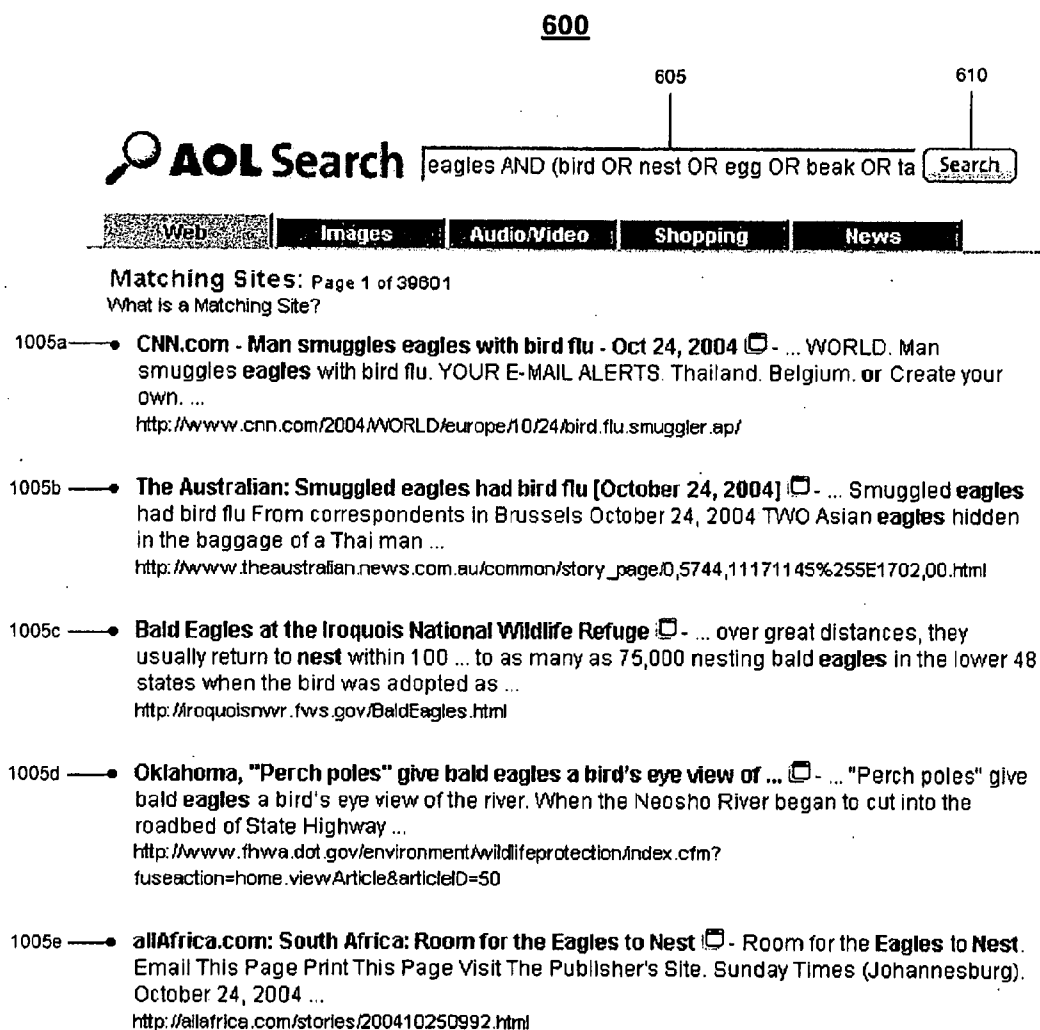 600
605 610
AOL Search eagles AND (bird OR nest OR egg OR beak OR ta Search
Web Images Audio/Video Shopping News
Matching Sites: Page 1 of 39601
What is a Matching Site?
1005a CNN.com - Man smuggles eagles with bird flu - Oct 24, 2004 - ... WORLD. Man
smuggles eagles with bird flu. YOUR E-MAIL ALERTS. Thailand. Belgium. or Create your
own. ...
http://www.cnn.com/2004/WORLD/europe/10/24/bird.flu.smuggler.ap/
1005b The Australian: Smuggled eagles had bird flu [October 24, 2004] - ... Smuggled eagles
had bird flu From correspondents in Brussels October 24, 2004 TWO Asian eagles hidden
in the baggage of a Thai man ...
http://www.theaustralian.news.com.au/common/story_page/0,5744,11171145%255E1702,00.html
1005c Bald Eagles at the Iroquois National Wildlife Refuge - ... over great distances, they
usually return to nest within 100 ... to as many as 75,000 nesting bald eagles in the lower 48
states when the bird was adopted as ...
http://iroquoisnwr.fws.gov/BaldEagles.html
1005d Oklahoma, "Perch poles" give bald eagles a bird's eye view of ... - ... "Perch poles" give
bald eagles a bird's eye view of the river. When the Neosho River began to cut into the
roadbed of State Highway ...
http://www.fhwa.dot.gov/environment/wildlifeprotection/index.cfm?
fuseaction=home.viewArticle&articleID=50
1005e allAfrica.com: South Africa: Room for the Eagles to Nest - Room for the Eagles to Nest.
Email This Page Print This Page Visit The Publisher's Site. Sunday Times (Johannesburg).
October 24, 2004 ...
http://allafrica.com/stories/200410250992.html